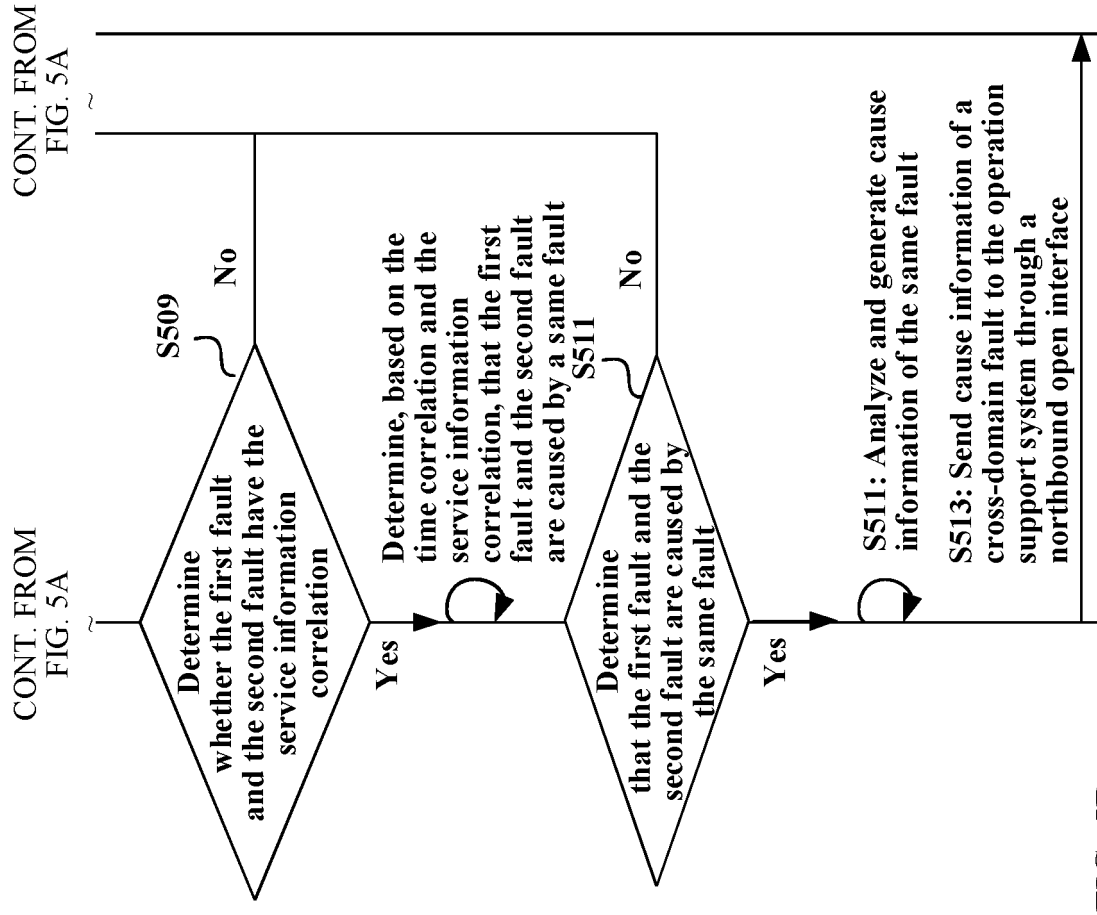 CONT. FROM
FIG. 5A
CONT. FROM
FIG. 5A
~
~
Determine
whether the first fault
and the second fault have the
service information
correlation
S509
No
Yes
Determine, based on the
time correlation and the
service information
correlation, that the first
fault and the second fault
are caused by a same fault
S511
Determine
that the first fault and the
second fault are caused by
the same fault
No
Yes
S511: Analyze and generate cause
information of the same fault
S513: Send cause information of a
cross-domain fault to the operation
support system through a
northbound open interface